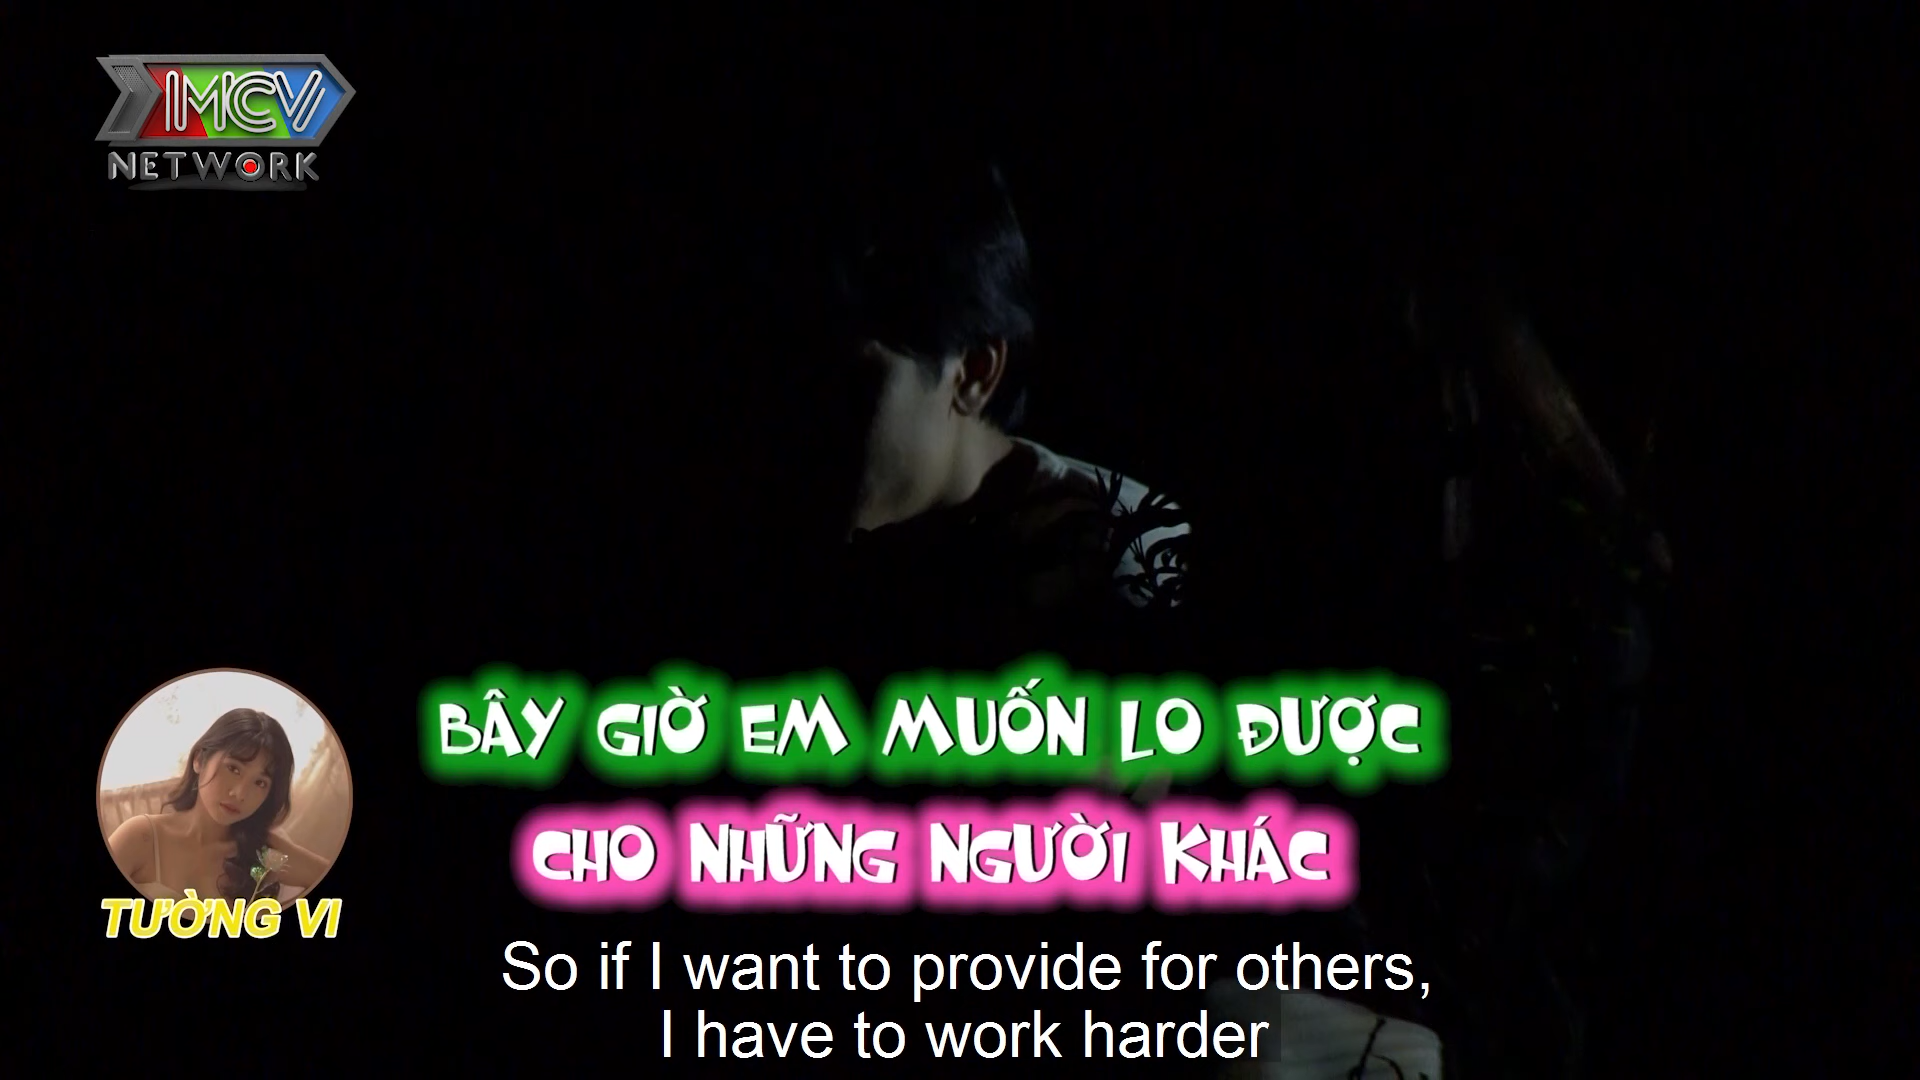 MCV
NETWORK
BÂY GIỜ EM MUỐN LO ĐƯỢC
CHO NHỮNG NGƯỜI KHÁC
TƯỜNG VI
So if I want to provide for others,
I have to work harder